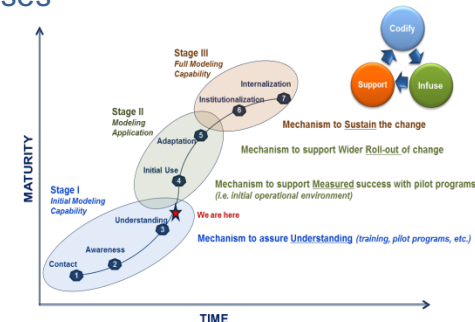 ses
Codify
Support
Infuse
Stage III
Full Modeling
Capability
Internalization
Institutionalization
7
6
Mechanism to Sustain the change
Stage II
Modeling
Application
5
Adaptation
Mechanism to support Wider Roll-out of change
Initial Use
4
Mechanism to support Measured success with pilot programs
(i.e. initial operational environment)
Stage I
Initial Modeling
Capability
Understanding
We are here
3
Mechanism to assure Understanding (training, pilot programs, etc.)
Awareness
2
Contact
1
MATURITY
TIME